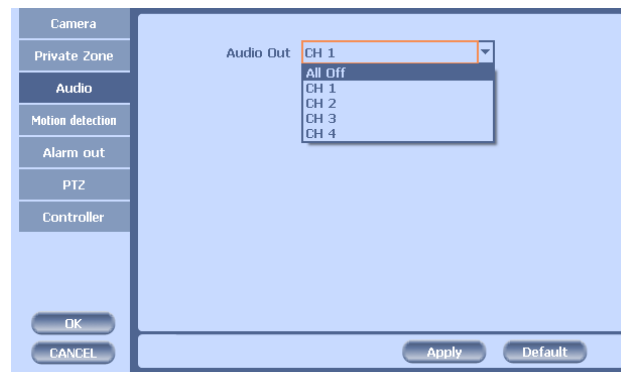 Camera
Private Zone
Audio
Motion detection
Alarm out
PTZ
Controller
OK
CANCEL
Audio Out CH 1
All Off
CH 1
CH 2
CH 3
CH 4
Apply Default